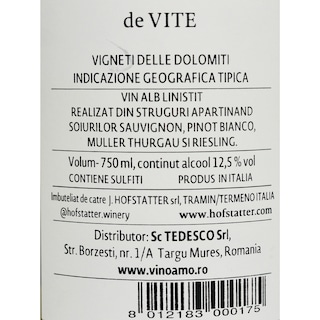 de VITE
VIGNETI DELLE DOLOMITI
INDICAZIONE GEOGRAFICA TIPICA
VIN ALB LINISTIT
REALIZAT DIN STRUGURI APARTINAND
SOIURILOR SAUVIGNON, PINOT BIANCO,
MULLER THURGAU SI RIESLING.
Volum- 750 ml, continut alcool 12,5 % vol
CONTIENE SULFITI PRODUS IN ITALIA
Imbuteliat de catre J. HOFSTATTER srl, TRAMIN/TERMENO ITALIA
@hofstatter.winery www.hofstatter.com
Distribuitor: Sc TEDESCO Srl,
Str. Borzesti, nr. 1/A Targu Mures, Romania
www.vinoamo.ro
8 012183 000175